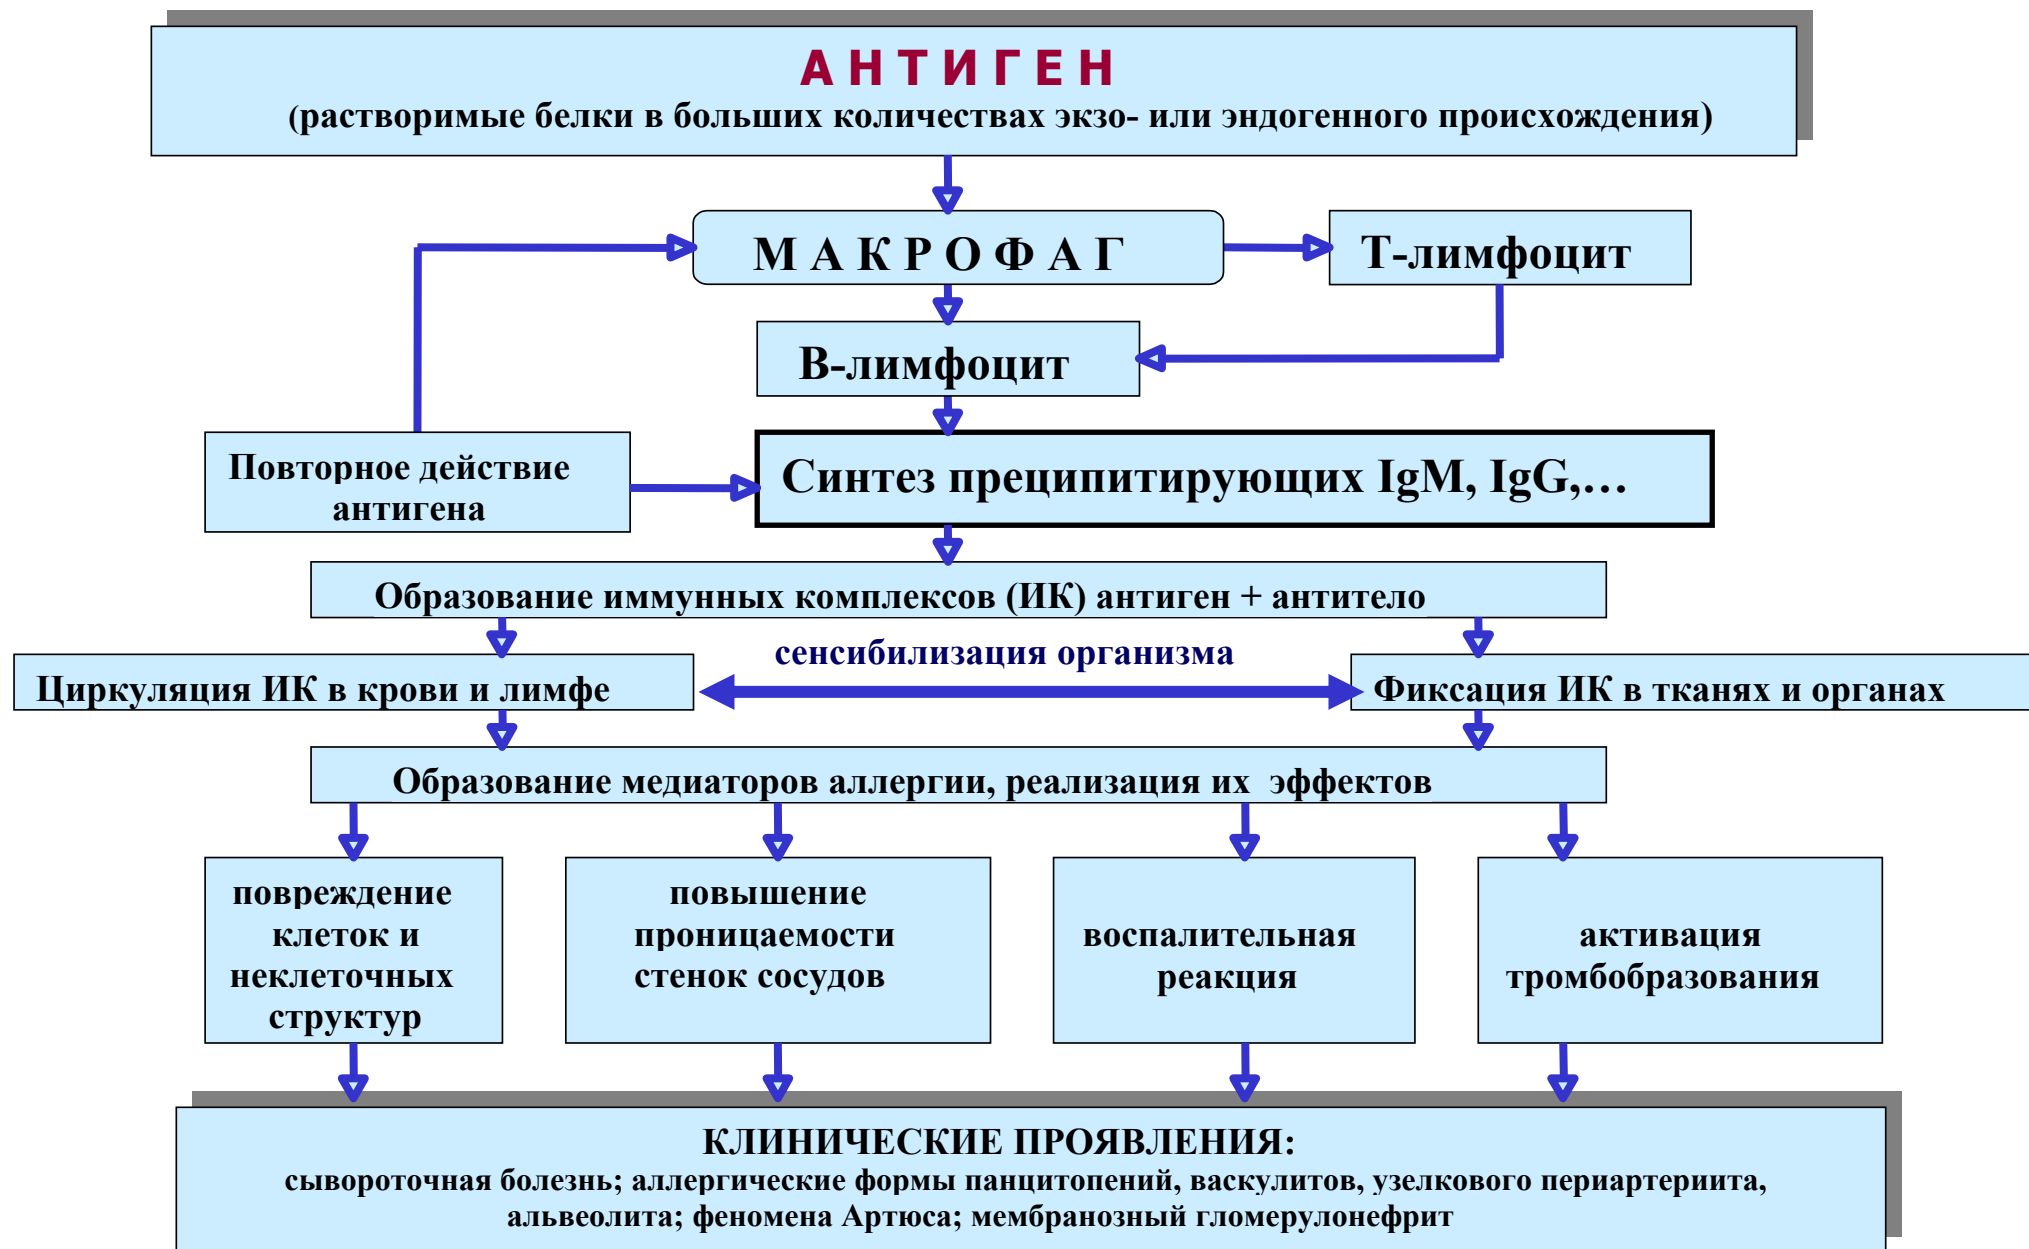 АНТИГЕН
(растворимые белки в больших количествах экзо- или эндогенного происхождения)
МАКРОФАГ
Т-лимфоцит
В-лимфоцит
Повторное действие
антигена
Синтез преципитирующих IgM, IgG,…
Образование иммунных комплексов (ИК) антиген + антитело
сенсибилизация организма
Циркуляция ИК в крови и лимфе
Фиксация ИК в тканях и органах
Образование медиаторов аллергии, реализация их эффектов
повреждение
клеток и
неклеточных
структур
повышение
проницаемости
стенок сосудов
воспалительная
реакция
активация
тромбобразования
КЛИНИЧЕСКИЕ ПРОЯВЛЕНИЯ:
сывороточная болезнь; аллергические формы панцитопений, васкулитов, узелкового периартериита,
альвеолита; феномена Артюса; мембранозный гломерулонефрит